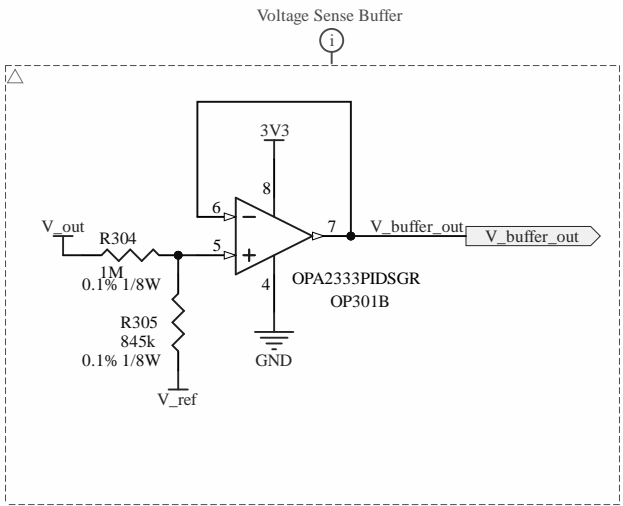 Voltage Sense Buffer
i
3V3
8
6
V_out
7
V_buffer_out
V_buffer_out
R304
5
1M
0.1% 1/8W
4
OPA2333PIDSGR
OP301B
R305
845k
0.1% 1/8W
GND
V_ref